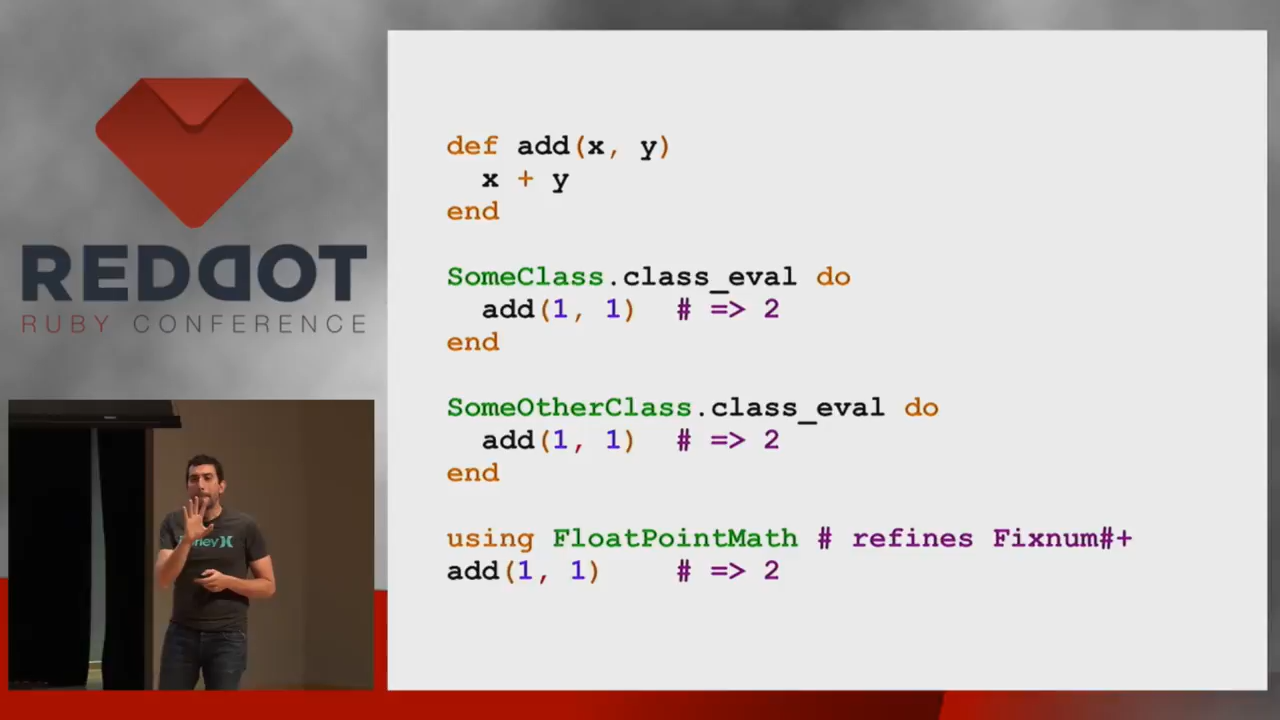 REDDOT
RUBY CONFERENCE
def add(x, y)
  x + y
end
SomeClass.class_eval do
  add(1, 1)  # => 2
end
SomeOtherClass.class_eval do
  add(1, 1)  # => 2
end
using FloatPointMath # refines Fixnum#+
add(1, 1)    # => 2